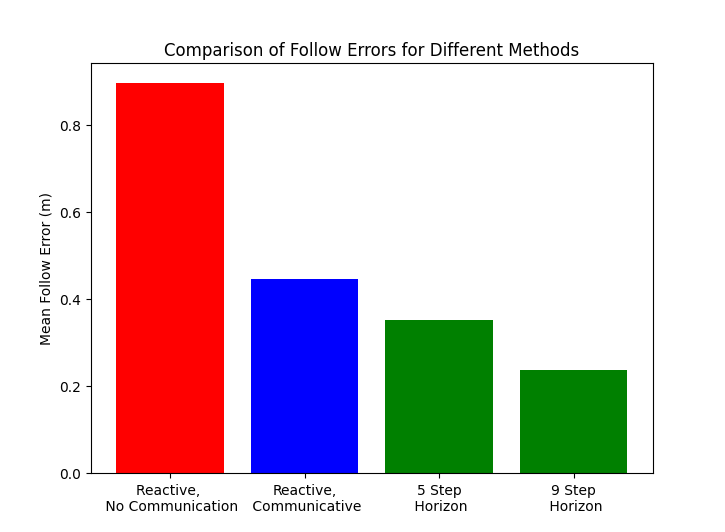 Comparison of Follow Errors for Different Methods
Mean Follow Error (m)
0.8
0.6
0.4
0.2
0.0
Reactive,
No Communication
Reactive,
Communicative
5 Step
Horizon
9 Step
Horizon